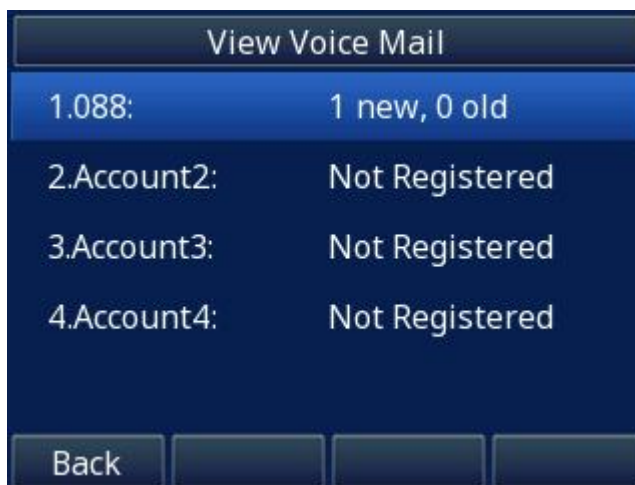 View Voice Mail
1.088: 1 new, 0 old
2.Account2: Not Registered
3.Account3: Not Registered
4.Account4: Not Registered
Back